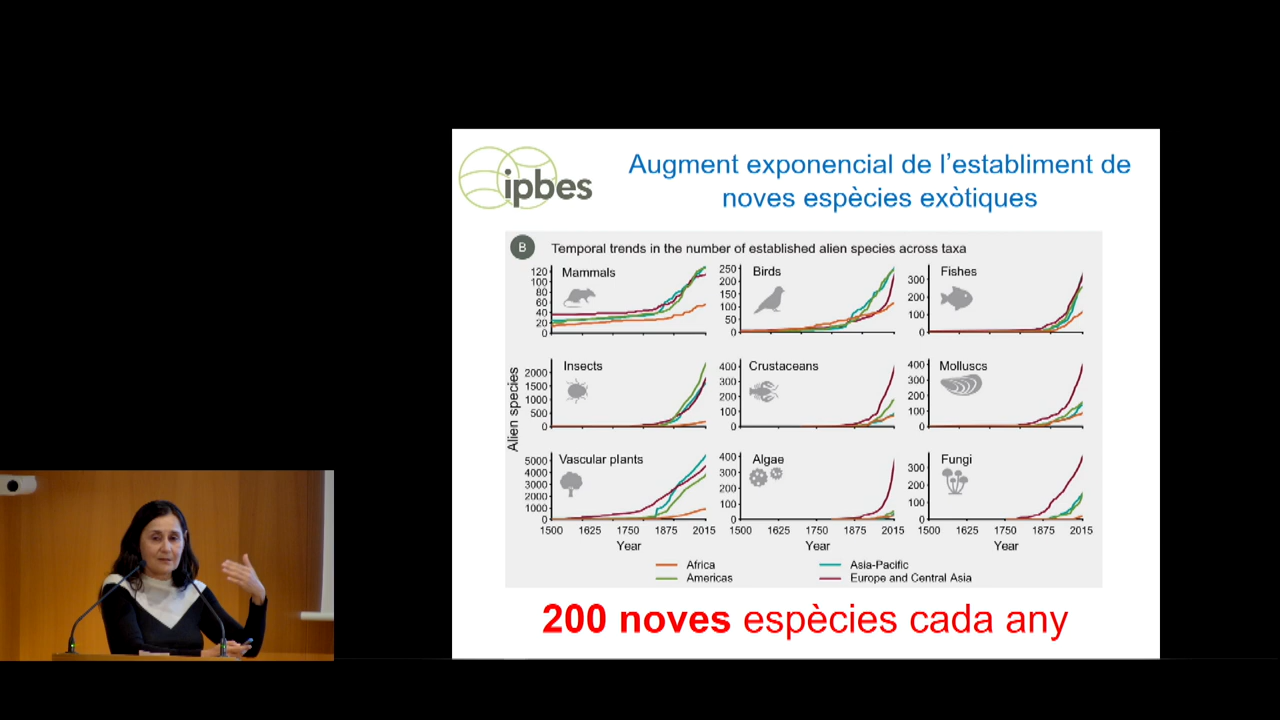 ipbes
Augment exponencial de l'establiment de
noves espècies exòtiques
B Temporal trends in the number of established alien species across taxa
Alien species
Mammals
120
100
80
60
40
20
0
Birds
250
200
150
100
50
0
Fishes
300
200
100
0
Insects
2000
1500
1000
500
0
Crustaceans
400
300
200
100
0
Molluscs
400
300
200
100
0
Vascular plants
5000
4000
3000
2000
1000
0
1500 1625 1750 1875 2015
Year
Algae
400
300
200
100
0
1500 1625 1750 1875 2015
Year
Fungi
300
200
100
0
1500 1625 1750 1875 2015
Year
Africa
Americas
Asia-Pacific
Europe and Central Asia
200 noves espècies cada any